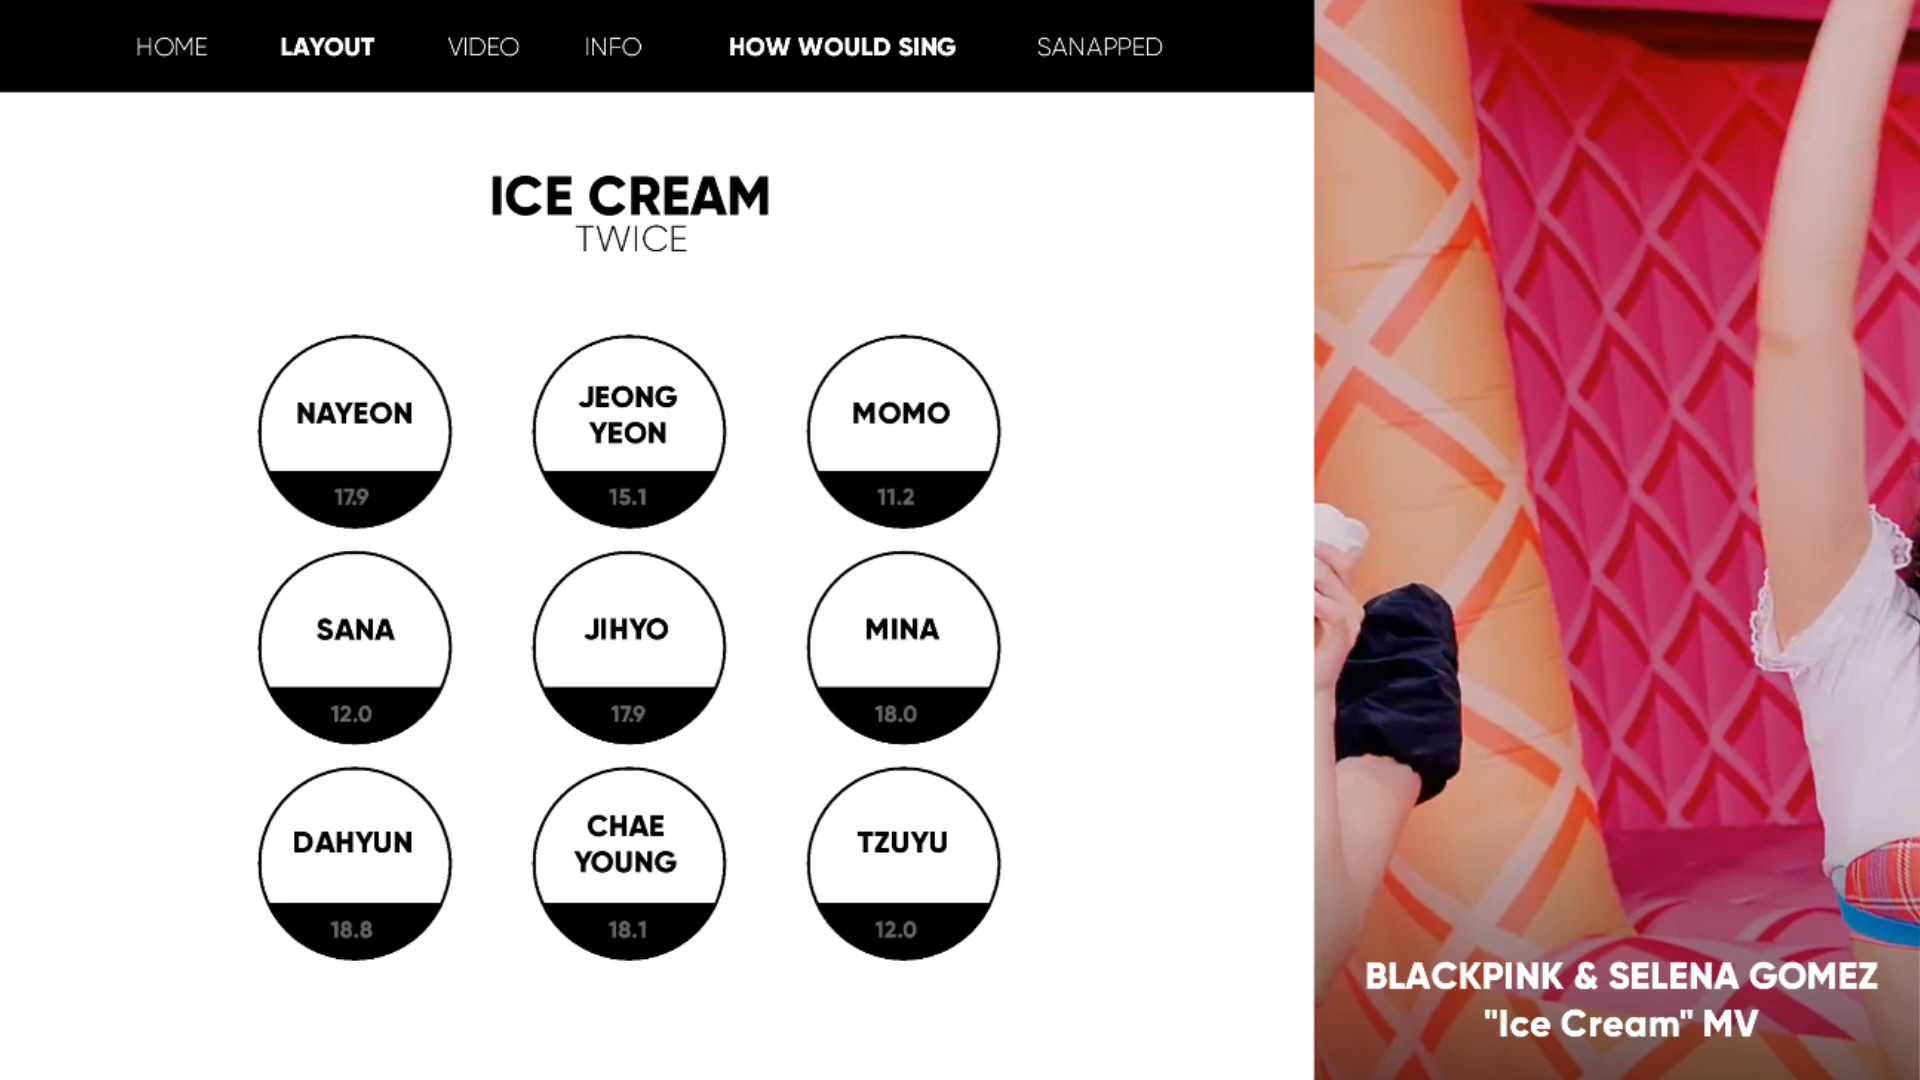 HOME LAYOUT VIDEO INFO HOW WOULD SING SANAPPED
ICE CREAM
TWICE
NAYEON
17.9
JEONG
YEON
15.1
MOMO
11.2
SANA
12.0
JIHYO
17.9
MINA
18.0
DAHYUN
18.8
CHAE
YOUNG
18.1
TZUYU
12.0
BLACKPINK & SELENA GOMEZ
"Ice Cream" MV